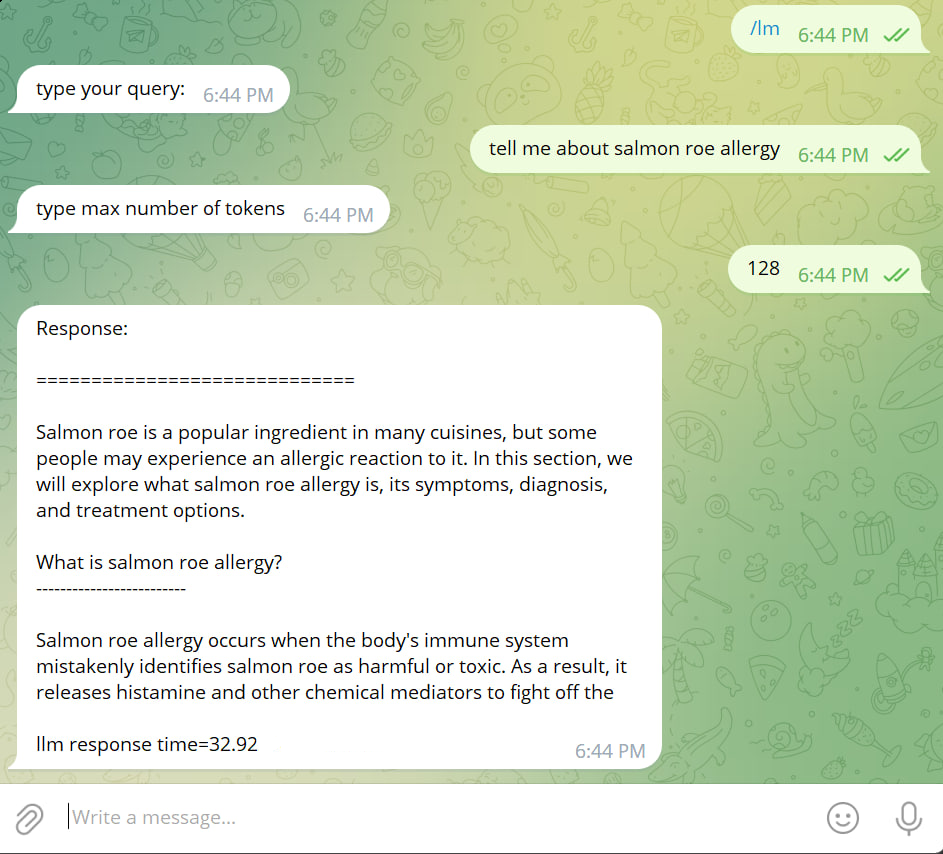 /lm 6:44 PM
type your query: 6:44 PM
tell me about salmon roe allergy 6:44 PM
type max number of tokens 6:44 PM
128 6:44 PM
Response:
=============================
Salmon roe is a popular ingredient in many cuisines, but some
people may experience an allergic reaction to it. In this section, we
will explore what salmon roe allergy is, its symptoms, diagnosis,
and treatment options.
What is salmon roe allergy?
-------------------------
Salmon roe allergy occurs when the body's immune system
mistakenly identifies salmon roe as harmful or toxic. As a result, it
releases histamine and other chemical mediators to fight off the
llm response time=32.92
6:44 PM
Write a message...